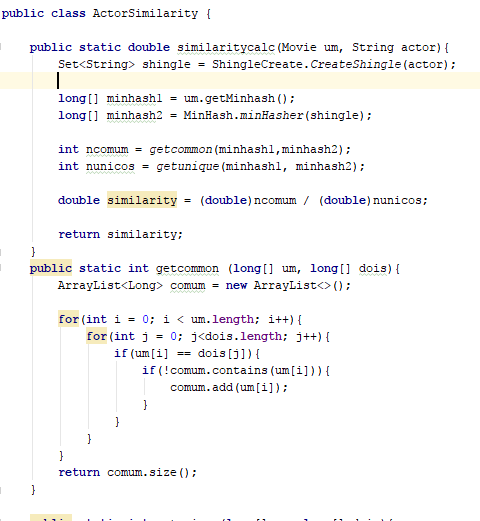 public class ActorSimilarity {
public static double similaritycalc(Movie um, String actor){
Set<String> shingle = ShingleCreate.CreateShingle(actor);
long[] minhash1 = um.getMinhash();
long[] minhash2 = MinHash.minHasher(shingle);
int ncomum = getcommon(minhash1,minhash2);
int nunicos = getunique(minhash1, minhash2);
double similarity = (double)ncomum / (double)nunicos;
return similarity;
}
public static int getcommon (long[] um, long[] dois){
ArrayList<Long> comum = new ArrayList<>();
for(int i = 0; i < um.length; i++){
for(int j = 0; j<dois.length; j++){
if(um[i] == dois[j]){
if(!comum.contains(um[i])){
comum.add(um[i]);
}
}
}
}
return comum.size();
}